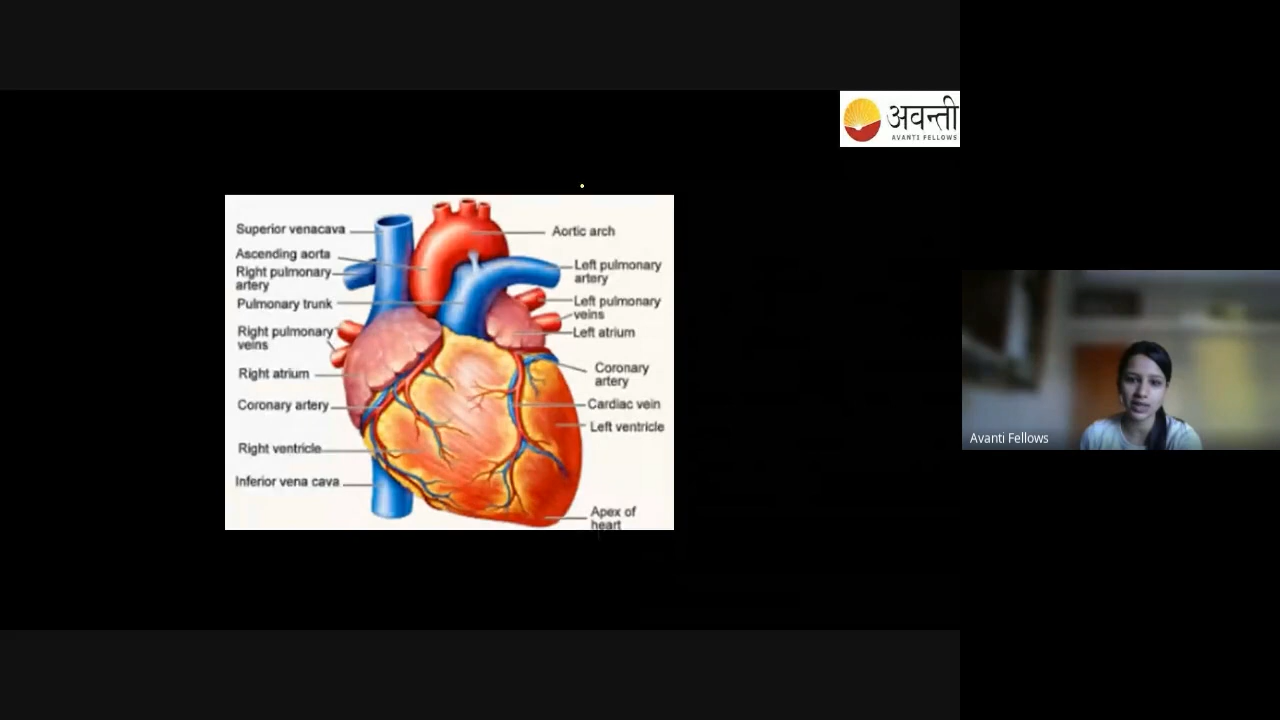 अवन्ती
AVANTI FELLOWS
Superior venacava
Ascending aorta
Right pulmonary
artery
Pulmonary trunk
Right pulmonary
veins
Right atrium
Coronary artery
Right ventricle
Inferior vena cava
Aortic arch
Left pulmonary
artery
Left pulmonary
veins
Left atrium
Coronary
artery
Cardiac vein
Left ventricle
Apex of
heart
Avanti Fellows